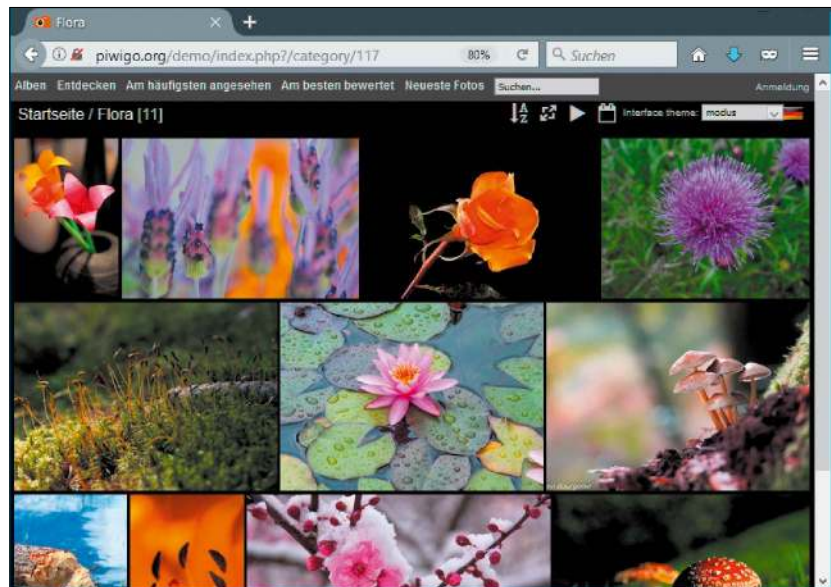 Flora
piwigo.org/demo/index.php?/category/117 80% Suchen
Alben Entdecken Am häufigsten angesehen Am besten bewertet Neueste Fotos Suchen... Anmeldung
Startseite / Flora [11] A Z Interface theme: modus